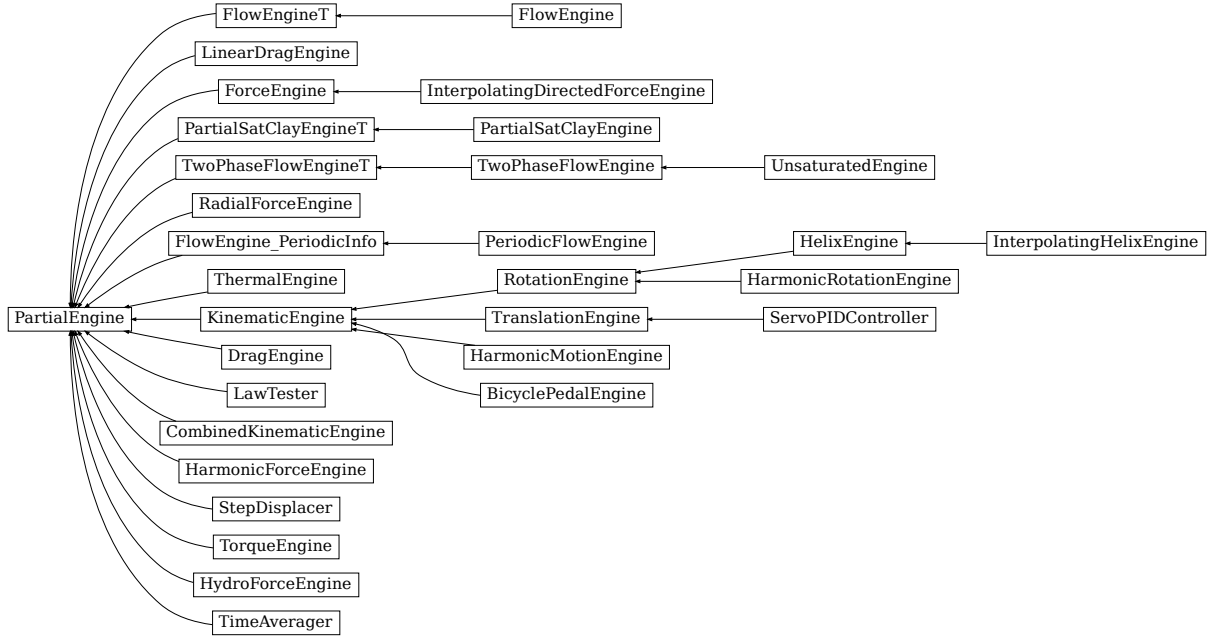 FlowEngineT FlowEngine
LinearDragEngine
ForceEngine InterpolatingDirectedForceEngine
PartialSatClayEngineT PartialSatClayEngine
TwoPhaseFlowEngineT TwoPhaseFlowEngine UnsaturatedEngine
RadialForceEngine
FlowEngine_PeriodicInfo PeriodicFlowEngine HelixEngine InterpolatingHelixEngine
ThermalEngine RotationEngine HarmonicRotationEngine
PartialEngine KinematicEngine TranslationEngine ServoPIDController
DragEngine HarmonicMotionEngine
LawTester BicyclePedalEngine
CombinedKinematicEngine
HarmonicForceEngine
StepDisplacer
TorqueEngine
HydroForceEngine
TimeAverager